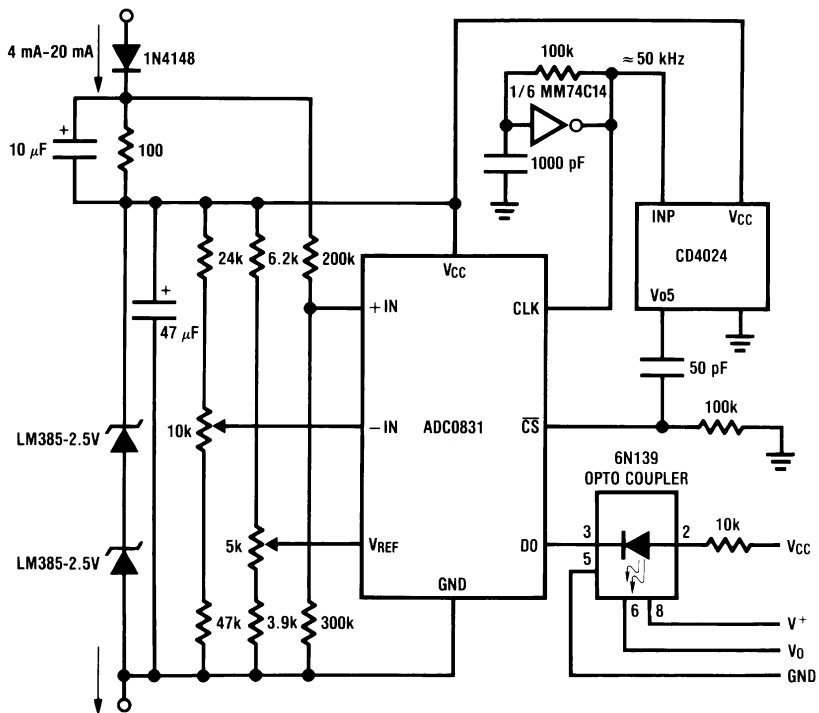 4 mA–20 mA
1N4148
+
10 μF
100
100k
≈ 50 kHz
1/6 MM74C14
1000 pF
INP
VCC
CD4024
V05
24k
6.2k
200k
VCC
+
47 μF
+ IN
CLK
50 pF
LM385-2.5V
10k
– IN
ADC0831
CS
100k
6N139
OPTO COUPLER
LM385-2.5V
5k
VREF
DO
3
2
10k
VCC
5
GND
6
8
47k
3.9k
300k
V+
VO
GND